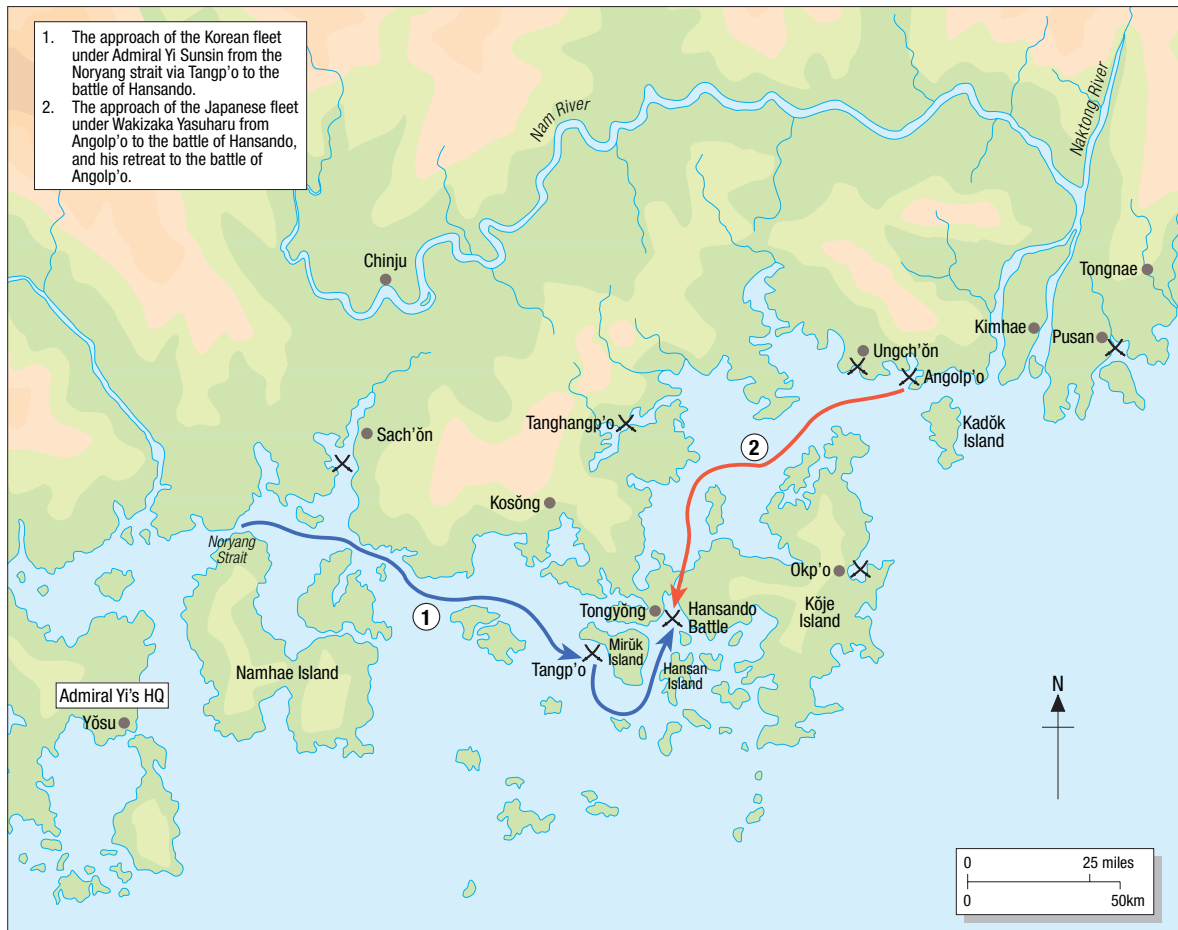 1. The approach of the Korean fleet
under Admiral Yi Sunsin from the
Noryang strait via Tangp'o to the
battle of Hansando.
2. The approach of the Japanese fleet
under Wakizaka Yasuharu from
Angolp'o to the battle of Hansando,
and his retreat to the battle of
Angolp'o.
Nam River
Naktong River
Chinju
Tongnae
Kimhae
Pusan
Ungch'ŏn
Angolp'o
Kadŏk
Island
Tanghangp'o
Sach'ŏn
2
Kosŏng
Noryang
Strait
Okp'o
Kŏje
Island
1
Tongyŏng
Hansando
Battle
Mirŭk
Island
Tangp'o
Hansan
Island
Namhae Island
Admiral Yi's HQ
Yŏsu
N
0 25 miles
0 50km